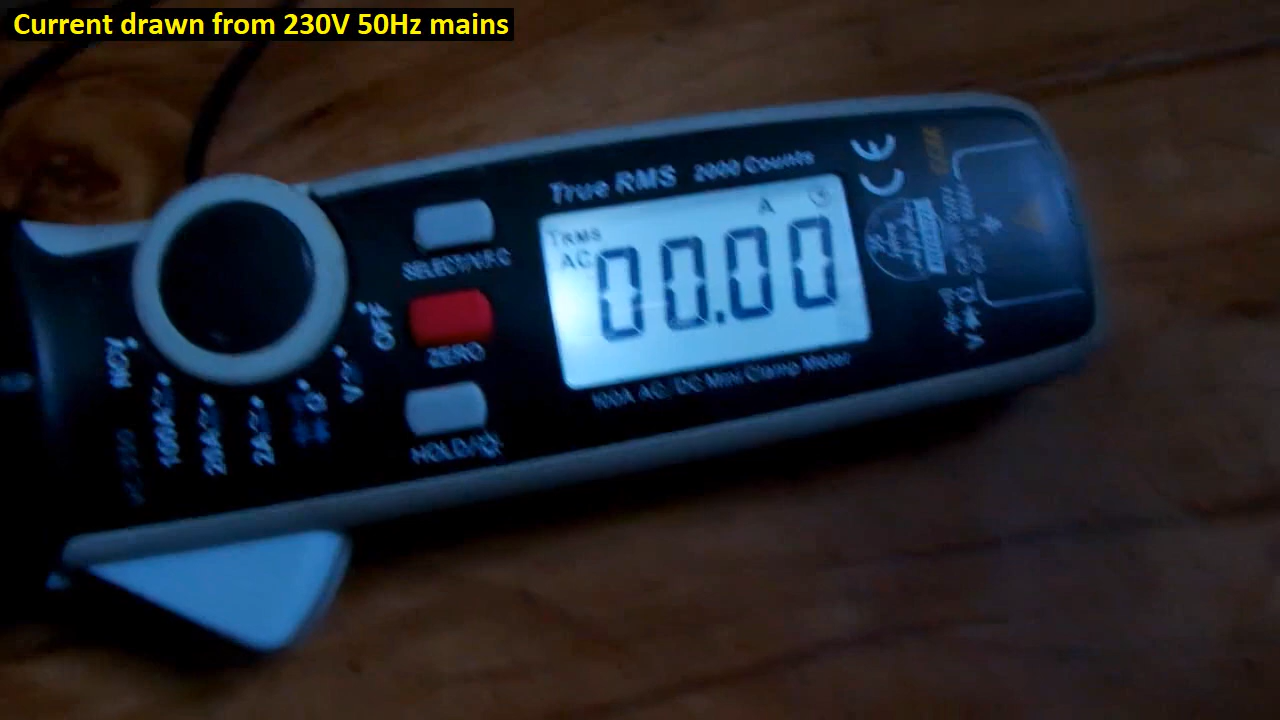 Current drawn from 230V 50Hz mains
True RMS 2000 Counts
TRMS
AC
A
00.00
SELECT/V.F.C
ZERO
HOLD/
100A AC/DC Mini Clamp Meter
OFF
V
2A
20A
100A
NCV
CE